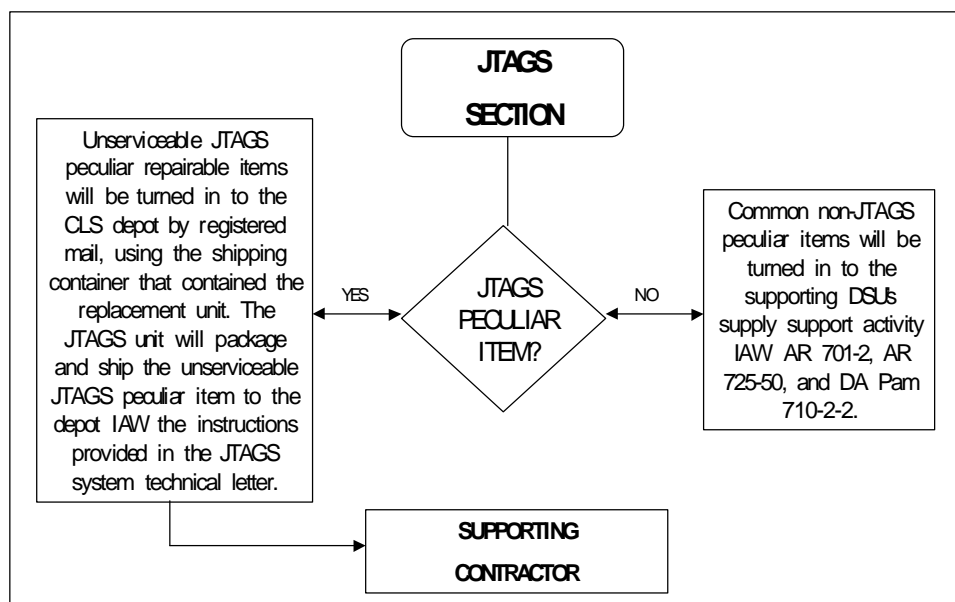 JTAGS
SECTION
Unserviceable JTAGS
peculiar repairable items
will be turned in to the
CLS depot by registered
mail, using the shipping
container that contained the
replacement unit. The
JTAGS unit will package
and ship the unserviceable
JTAGS peculiar item to the
depot IAW the instructions
provided in the JTAGS
system technical letter.
YES
JTAGS
PECULIAR
ITEM?
NO
Common non-JTAGS
peculiar items will be
turned in to the
supporting DSU's
supply support activity
IAW AR 701-2, AR
725-50, and DA Pam
710-2-2.
SUPPORTING
CONTRACTOR